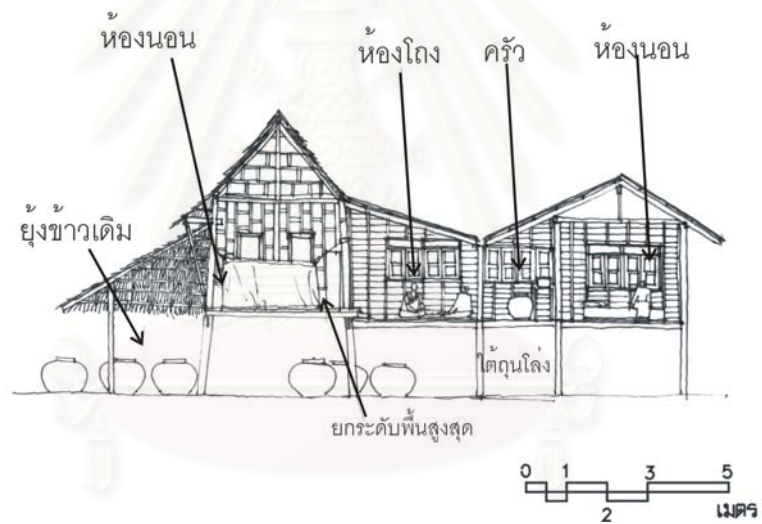 ห้องนอน
ห้องโถง
ครัว
ห้องนอน
ยุ้งข้าวเดิม
ใต้ถุนโล่ง
ยกระดับพื้นสูงสุด
0 1 3 5
2
เมตร